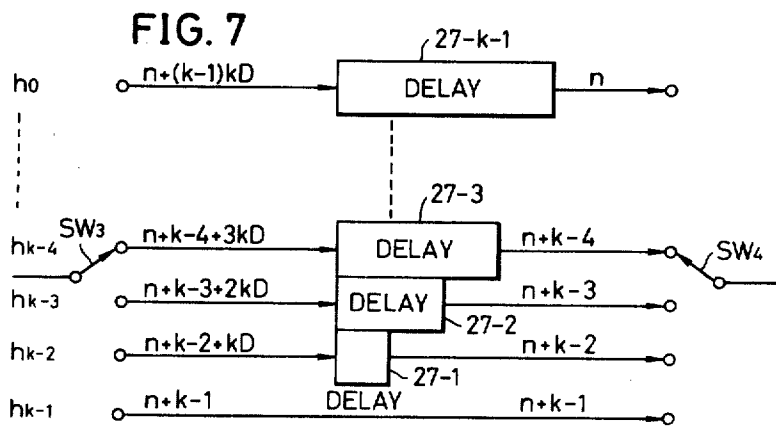 FIG. 7
27-k-1
h0 n+(k-1)kD DELAY n
27-3
hk-4 SW3 n+k-4+3kD DELAY n+k-4 SW4
hk-3 n+k-3+2kD DELAY n+k-3
27-2
hk-2 n+k-2+kD n+k-2
27-1
hk-1 n+k-1 DELAY n+k-1